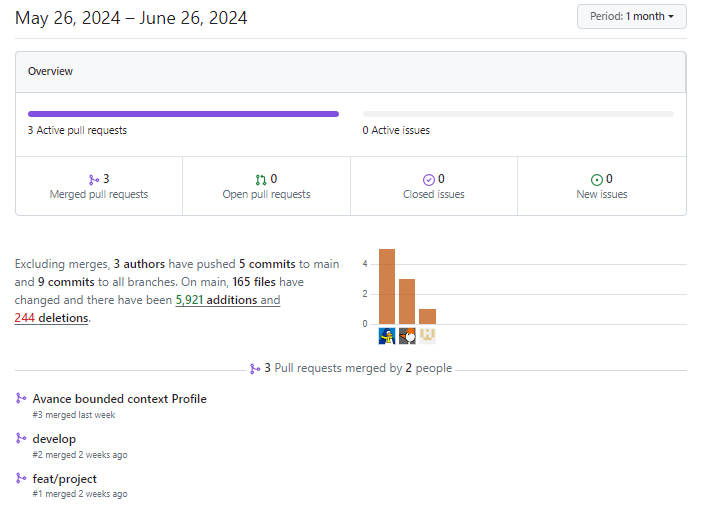 May 26, 2024 – June 26, 2024
Period: 1 month
Overview
3 Active pull requests
0 Active issues
3
Merged pull requests
0
Open pull requests
0
Closed issues
0
New issues
Excluding merges, 3 authors have pushed 5 commits to main
and 9 commits to all branches. On main, 165 files have
changed and there have been 5,921 additions and
244 deletions.
4
2
0
3 Pull requests merged by 2 people
Avance bounded context Profile
#3 merged last week
develop
#2 merged 2 weeks ago
feat/project
#1 merged 2 weeks ago